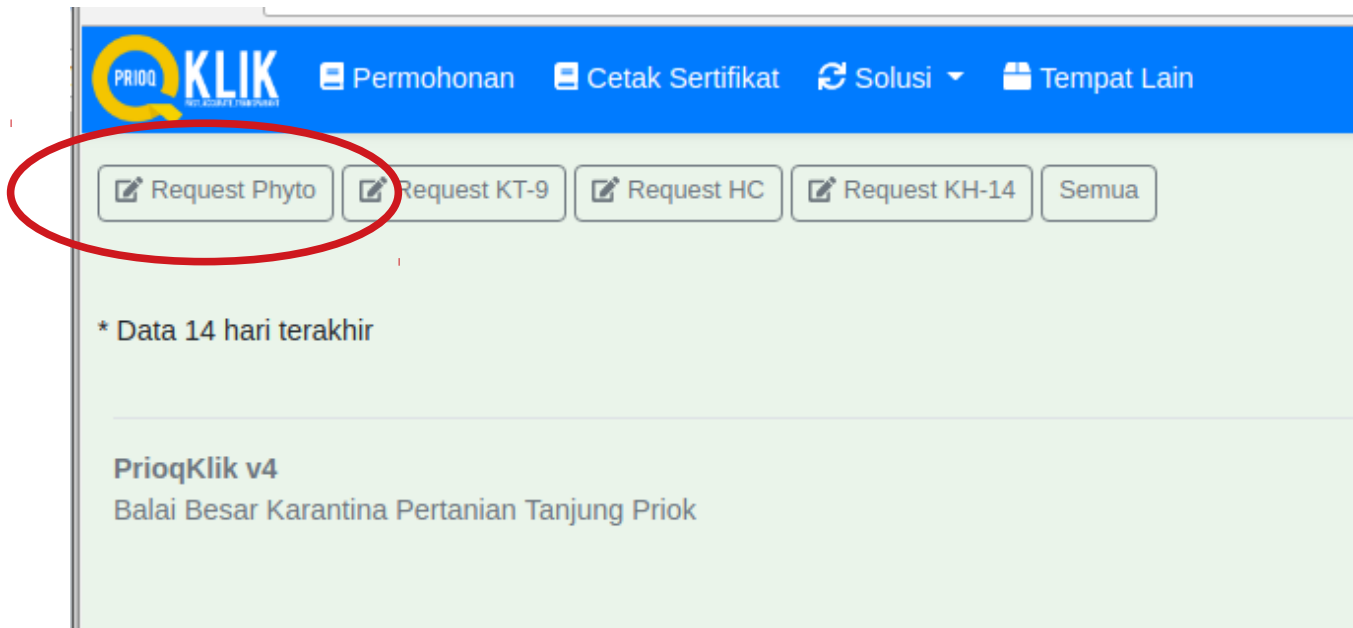 PRIOQ KLIK Permohonan Cetak Sertifikat Solusi Tempat Lain
Request Phyto Request KT-9 Request HC Request KH-14 Semua
* Data 14 hari terakhir
PrioqKlik v4
Balai Besar Karantina Pertanian Tanjung Priok